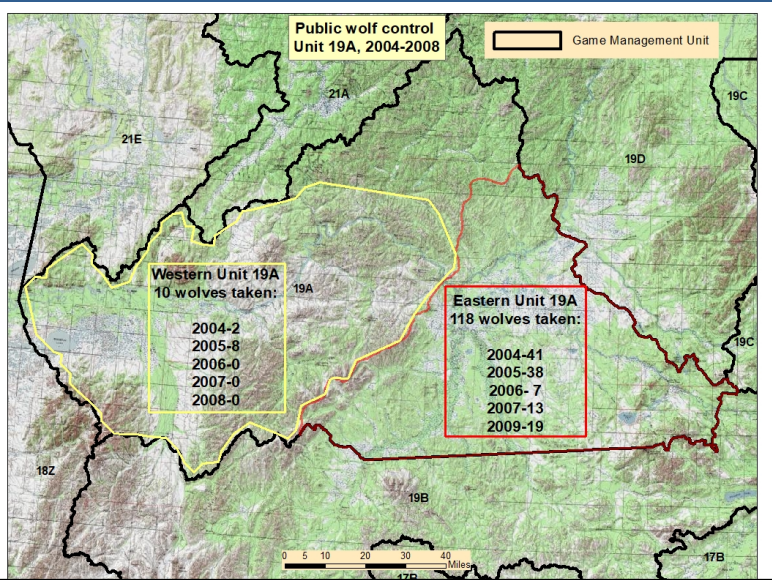 Public wolf control
Unit 19A, 2004-2008
Game Management Unit
21A
19C
21E
19D
Western Unit 19A
10 wolves taken:
2004-2
2005-8
2006-0
2007-0
2008-0
19A
Eastern Unit 19A
118 wolves taken:
2004-41
2005-38
2006- 7
2007-13
2009-19
19C
18Z
19B
17B
0 5 10 20 30 40
Miles
17B